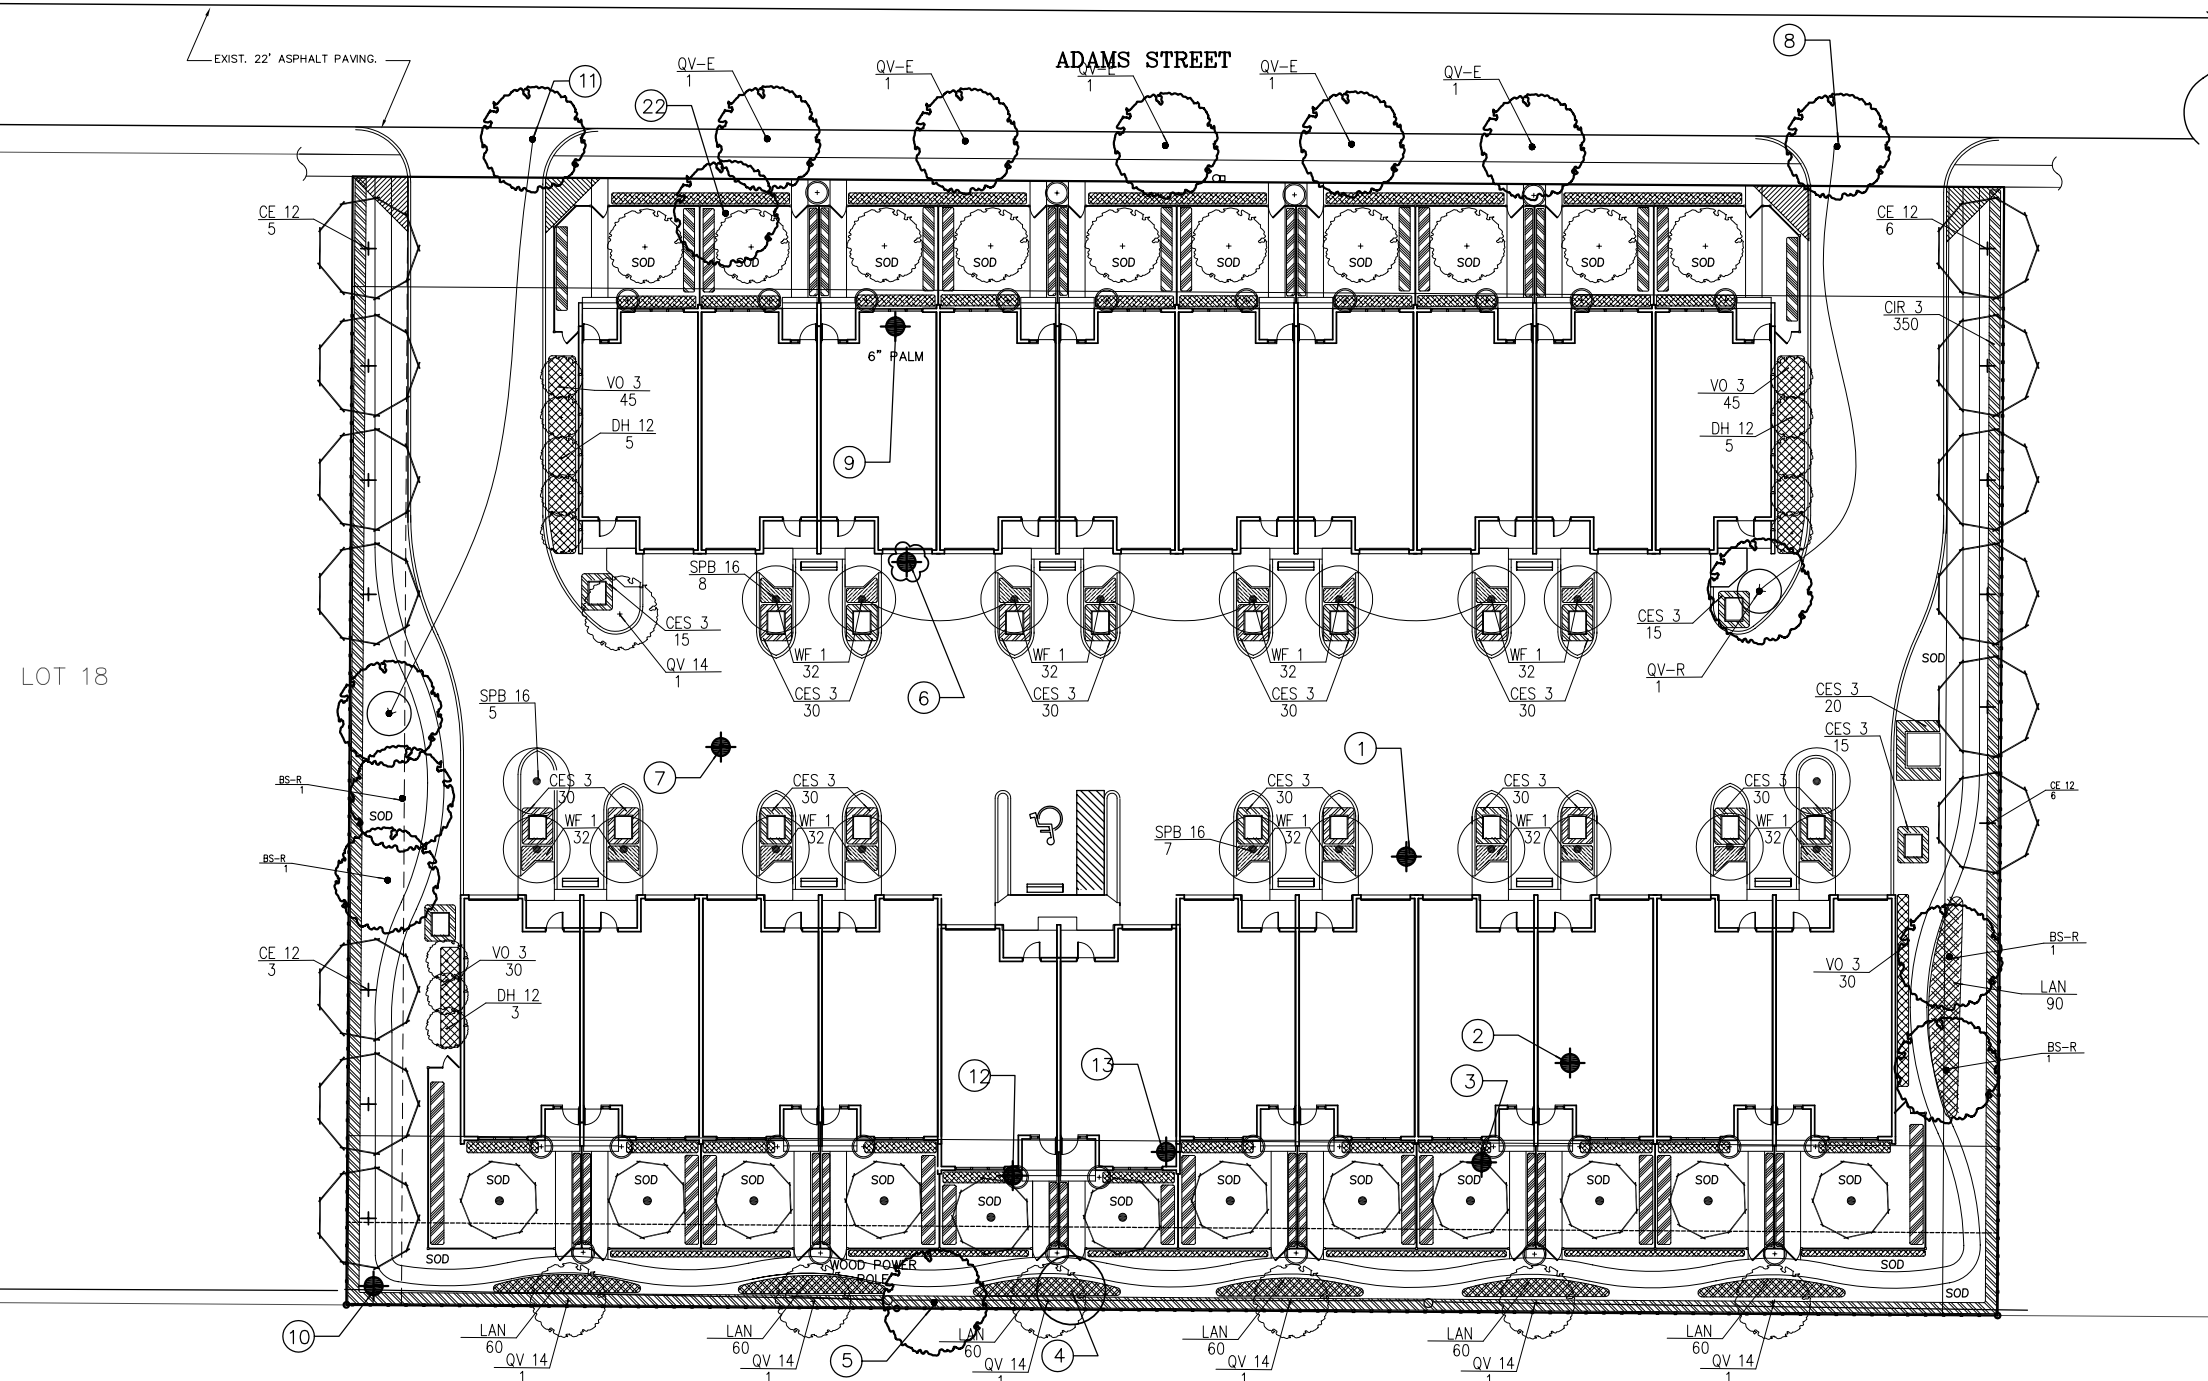 ADAMS STREET
EXIST. 22' ASPHALT PAVING.
11
22
QV-E
1
QV-E
1
QV-E
1
QV-E
1
QV-E
1
8
CE 12
5
CE 12
6
SOD
SOD
SOD
SOD
SOD
SOD
SOD
SOD
SOD
SOD
CIR 3
350
6" PALM
VO 3
45
DH 12
5
9
VO 3
45
DH 12
5
SPB 16
8
CES 3
15
QV 14
1
WF 1
32
CES 3
30
6
WF 1
32
CES 3
30
WF 1
32
CES 3
30
WF 1
32
CES 3
30
CES 3
15
QV-R
1
SOD
LOT 18
SPB 16
5
7
1
CES 3
20
CES 3
15
BS-R
1
SOD
BS-R
1
CES 3
30
WF 1
32
CES 3
30
WF 1
32
SPB 16
7
CES 3
30
WF 1
32
CES 3
30
WF 1
32
CES 3
30
WF 1
32
CE 12
6
CE 12
3
VO 3
30
DH 12
3
VO 3
30
BS-R
1
LAN
90
BS-R
1
12
13
2
3
SOD
SOD
SOD
SOD
SOD
SOD
SOD
SOD
SOD
SOD
SOD
SOD
SOD
WOOD POWER
POLE
SOD
SOD
10
LAN
60
QV 14
1
LAN
60
QV 14
1
5
LAN
60
QV 14
1
4
LAN
60
QV 14
1
LAN
60
QV 14
1
LAN
60
QV 14
1